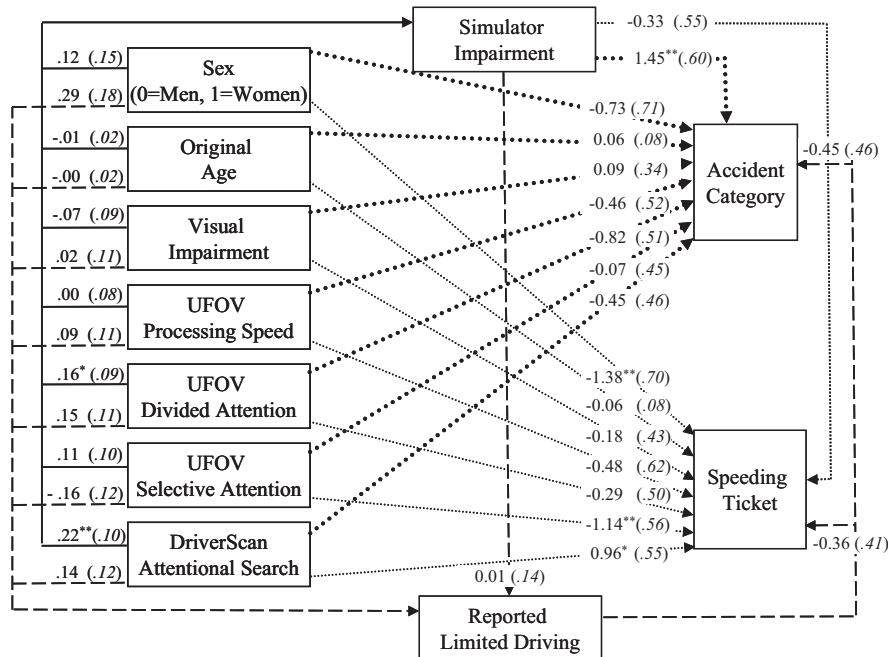 Simulator
Impairment
-0.33 (.55)
1.45**(.60)
.12 (.15)
.29 (.18)
Sex
(0=Men, 1=Women)
-0.73 (.71)
-.01 (.02)
-.00 (.02)
Original
Age
0.06 (.08)
Accident
Category
-0.45 (.46)
-.07 (.09)
.02 (.11)
Visual
Impairment
0.09 (.34)
-0.46 (.52)
-0.82 (.51)
-0.07 (.45)
-0.45 (.46)
.00 (.08)
.09 (.11)
UFOV
Processing Speed
.16* (.09)
.15 (.11)
UFOV
Divided Attention
-1.38**(.70)
-0.06 (.08)
-0.18 (.43)
-0.48 (.62)
-0.29 (.50)
-1.14**(.56)
0.96* (.55)
.11 (.10)
- .16 (.12)
UFOV
Selective Attention
Speeding
Ticket
-0.36 (.41)
.22**(.10)
.14 (.12)
DriverScan
Attentional Search
0.01 (.14)
Reported
Limited Driving